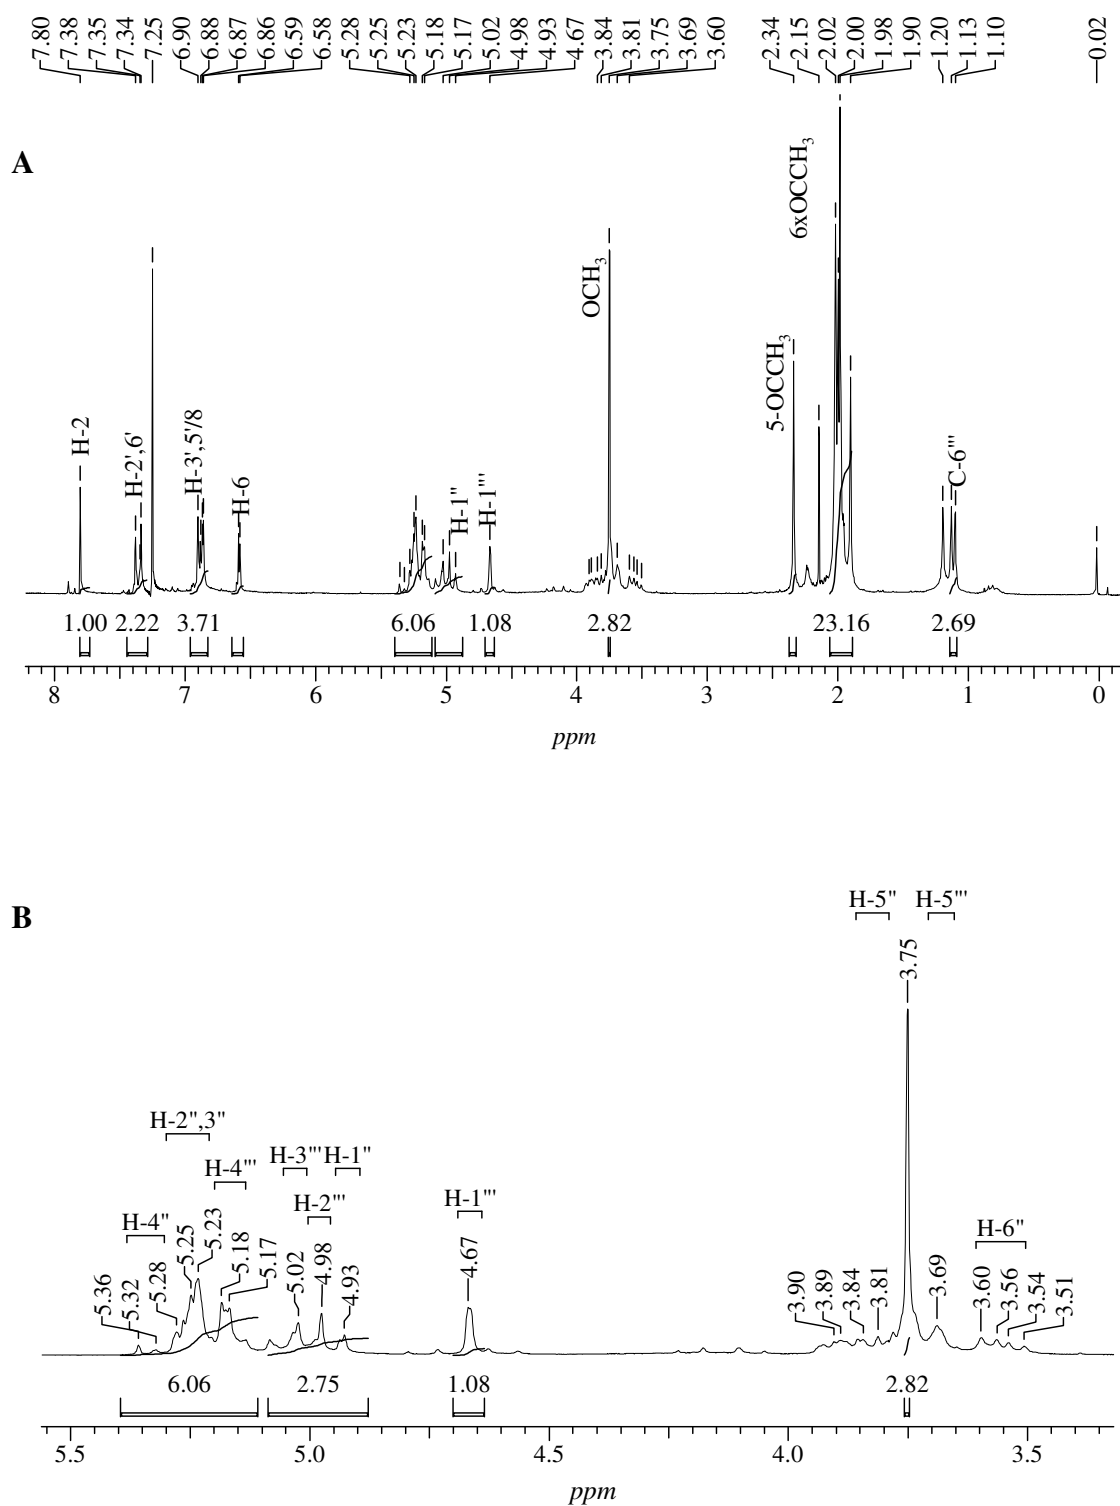 7.80 7.38 7.35 7.34 7.25 6.90 6.88 6.87 6.86 6.59 6.58 5.28 5.25 5.23 5.18 5.17 5.02 4.98 4.93 4.67 3.84 3.81 3.75 3.69 3.60 2.34 2.15 2.02 2.00 1.98 1.90 1.20 1.13 1.10 0.02
A
6xOCCH3
OCH3
5-OCCH3
H-2
H-2',6'
H-3',5'/8
H-6
H-1"
H-1'''
C-6'''
1.00 2.22 3.71 6.06 1.08 2.82 23.16 2.69
8 7 6 5 4 3 2 1 0
ppm
B
H-5" H-5'''
3.75
H-2",3"
H-3''' H-1"
H-4'''
H-1'''
H-2'''
H-4"
H-6"
5.36 5.32 5.28 5.25 5.23 5.18 5.17 5.02 4.98 4.93 4.67 3.90 3.89 3.84 3.81 3.69 3.60 3.56 3.54 3.51
6.06 2.75 1.08 2.82
5.5 5.0 4.5 4.0 3.5
ppm